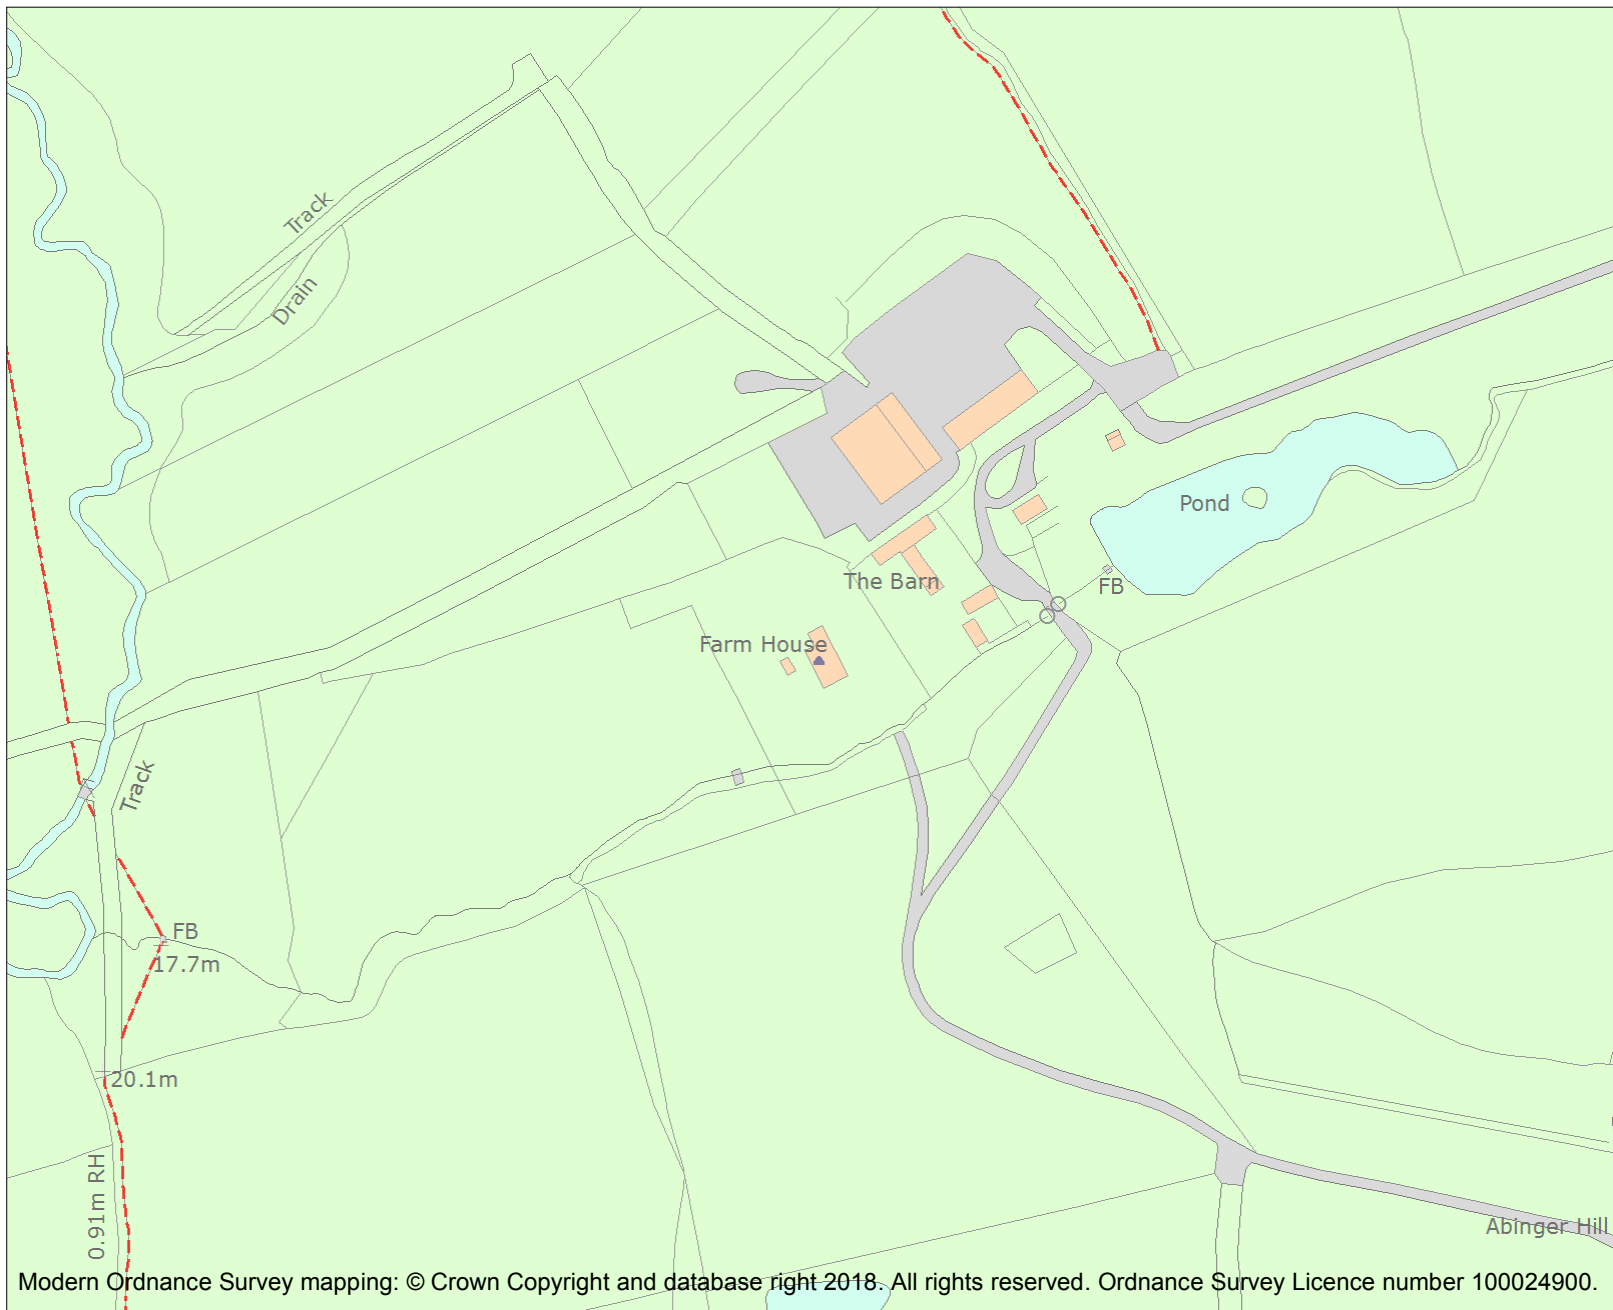 Track
Drain
Pond
The Barn
FB
Farm House
Track
FB
17.7m
20.1m
0.91m RH
Abinger Hill
Modern Ordnance Survey mapping: © Crown Copyright and database right 2018. All rights reserved. Ordnance Survey Licence number 100024900.